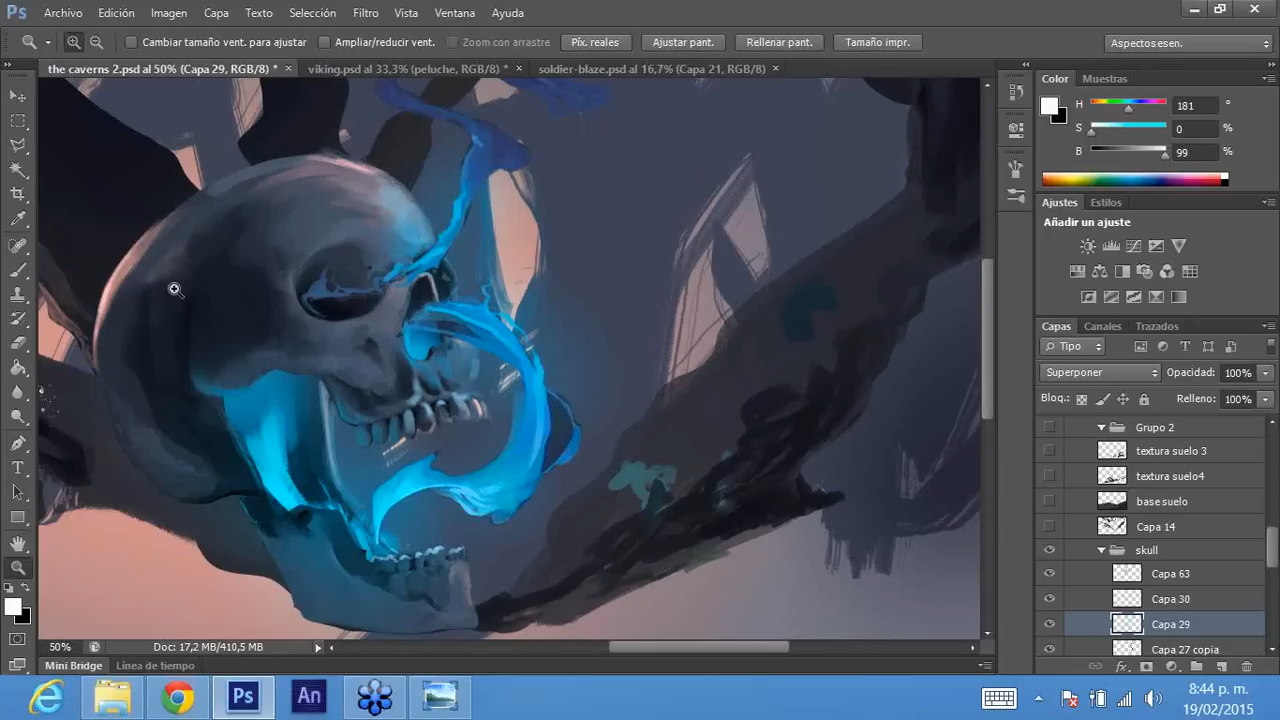 Ps Archivo Edición Imagen Capa Texto Selección Filtro Vista Ventana Ayuda
Cambiar tamaño vent. para ajustar Ampliar/reducir vent. Zoom con arrastre Píx. reales Ajustar pant. Rellenar pant. Tamaño impr. Aspectos esen.
the caverns 2.psd al 50% (Capa 29, RGB/8) * × viking.psd al 33,3% (peluche, RGB/8) * × soldier-blaze.psd al 16,7% (Capa 21, RGB/8) ×
Color Muestras
H 181 °
S 0 %
B 99 %
Ajustes Estilos
Añadir un ajuste
Capas Canales Trazados
Tipo
Superponer Opacidad: 100%
Bloq.: Relleno: 100%
Grupo 2
textura suelo 3
textura suelo4
base suelo
Capa 14
skull
Capa 63
Capa 30
Capa 29
Capa 27 copia
50% Doc: 17,2 MB/410,5 MB
Mini Bridge Línea de tiempo
Ps An
8:44 p. m.
19/02/2015